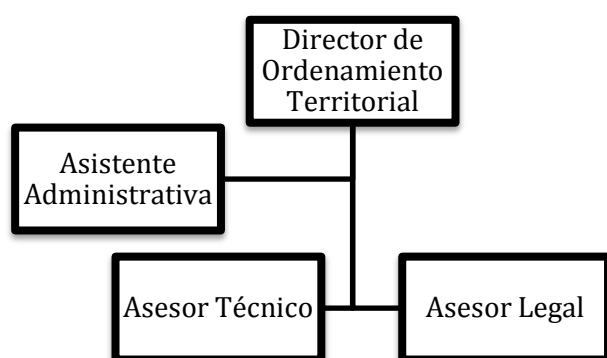 Director de
Ordenamiento
Territorial
Asistente
Administrativa
Asesor Técnico
Asesor Legal